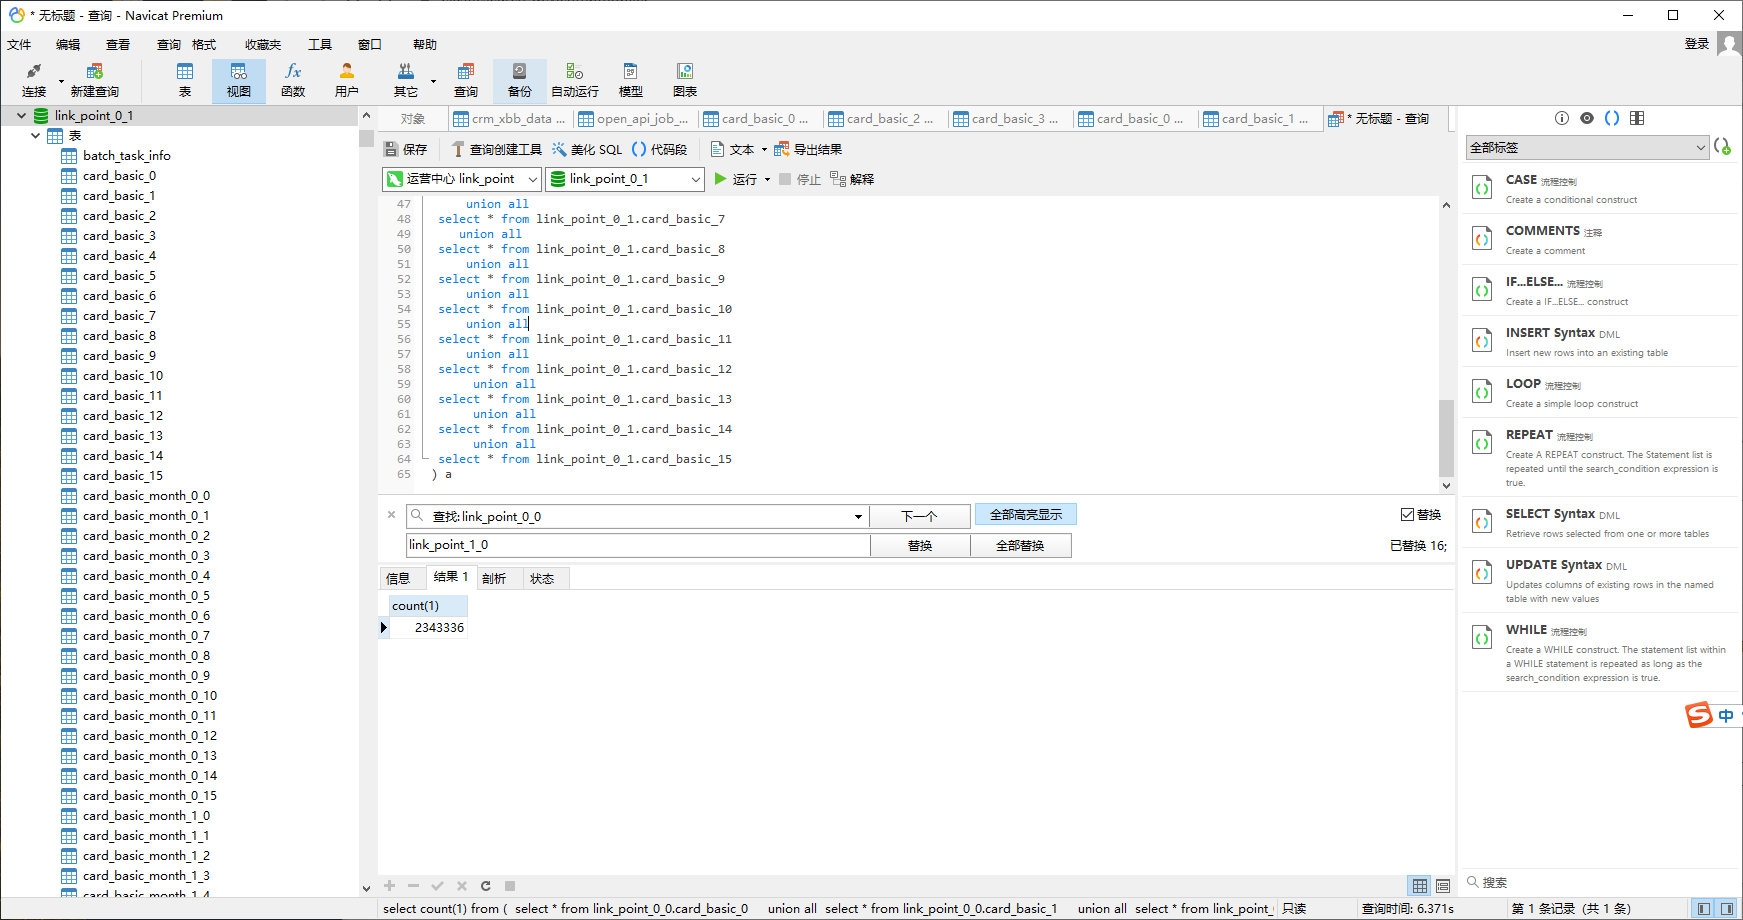 * 无标题 - 查询 - Navicat Premium
文件 编辑 查看 查询 格式 收藏夹 工具 窗口 帮助 登录
连接 新建查询 表 视图 函数 用户 其它 查询 备份 自动运行 模型 图表
link_point_0_1
表
batch_task_info
card_basic_0
card_basic_1
card_basic_2
card_basic_3
card_basic_4
card_basic_5
card_basic_6
card_basic_7
card_basic_8
card_basic_9
card_basic_10
card_basic_11
card_basic_12
card_basic_13
card_basic_14
card_basic_15
card_basic_month_0_0
card_basic_month_0_1
card_basic_month_0_2
card_basic_month_0_3
card_basic_month_0_4
card_basic_month_0_5
card_basic_month_0_6
card_basic_month_0_7
card_basic_month_0_8
card_basic_month_0_9
card_basic_month_0_10
card_basic_month_0_11
card_basic_month_0_12
card_basic_month_0_13
card_basic_month_0_14
card_basic_month_0_15
card_basic_month_1_0
card_basic_month_1_1
card_basic_month_1_2
card_basic_month_1_3
card_basic_month_1_4
对象 crm_xbb_data ... open_api_job_... card_basic_0 ... card_basic_2 ... card_basic_3 ... card_basic_0 ... card_basic_1 ... * 无标题 - 查询
保存 查询创建工具 美化 SQL () 代码段 文本 导出结果
运营中心 link_point link_point_0_1 运行 停止 解释
47 union all
48 select * from link_point_0_1.card_basic_7
49 union all
50 select * from link_point_0_1.card_basic_8
51 union all
52 select * from link_point_0_1.card_basic_9
53 union all
54 select * from link_point_0_1.card_basic_10
55 union all
56 select * from link_point_0_1.card_basic_11
57 union all
58 select * from link_point_0_1.card_basic_12
59 union all
60 select * from link_point_0_1.card_basic_13
61 union all
62 select * from link_point_0_1.card_basic_14
63 union all
64 select * from link_point_0_1.card_basic_15
65 ) a
查找: link_point_0_0 下一个 全部高亮显示 替换
link_point_1_0 替换 全部替换 已替换 16;
信息 结果 1 剖析 状态
count(1)
2343336
全部标签
CASE 流程控制
Create a conditional construct
COMMENTS 注释
Create a comment
IF...ELSE... 流程控制
Create a IF...ELSE... construct
INSERT Syntax DML
Insert new rows into an existing table
LOOP 流程控制
Create a simple loop construct
REPEAT 流程控制
Create A REPEAT construct. The Statement list is
repeated until the search_condition expression is
true.
SELECT Syntax DML
Retrieve rows selected from one or more tables
UPDATE Syntax DML
Updates columns of existing rows in the named
table with new values
WHILE 流程控制
Create a WHILE construct. The statement list within
a WHILE statement is repeated as long as the
search_condition expression is true.
S 中
搜索
select count(1) from ( select * from link_point_0_0.card_basic_0 union all select * from link_point_0_0.card_basic_1 union all select * from link_point_ 只读 查询时间: 6.371s 第 1 条记录 (共 1 条)